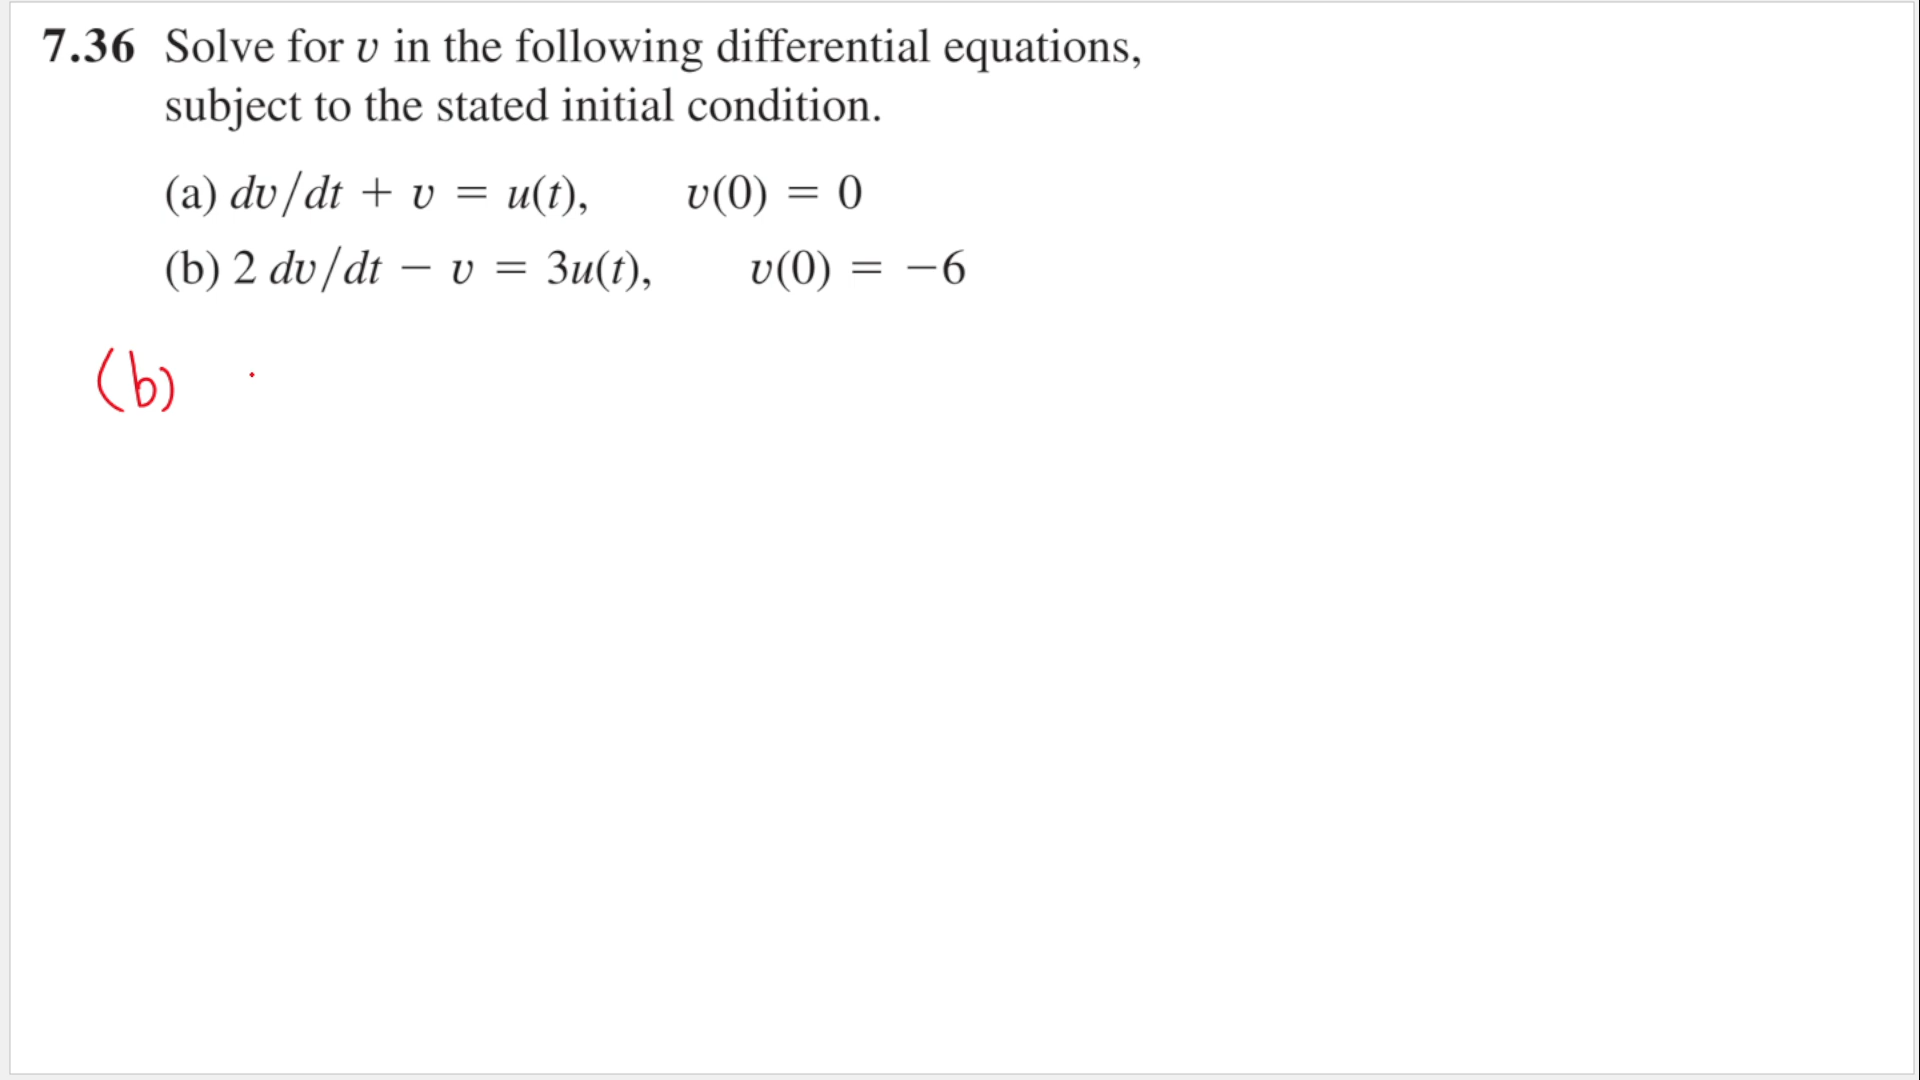 7.36 Solve for v in the following differential equations,
subject to the stated initial condition.
(a) dv/dt + v = u(t), v(0) = 0
(b) 2 dv/dt − v = 3u(t), v(0) = −6
(b)